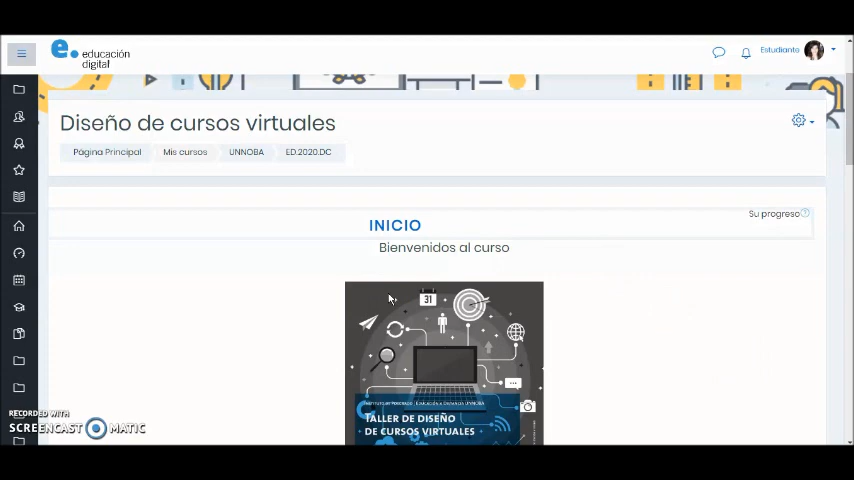 e.
educación
digital
Estudiante
Diseño de cursos virtuales
Página Principal
Mis cursos
UNNOBA
ED.2020.DC
Su progreso
INICIO
Bienvenidos al curso
31
TALLER DE DISEÑO
DE CURSOS VIRTUALES
RECORDED WITH
SCREENCAST MATIC